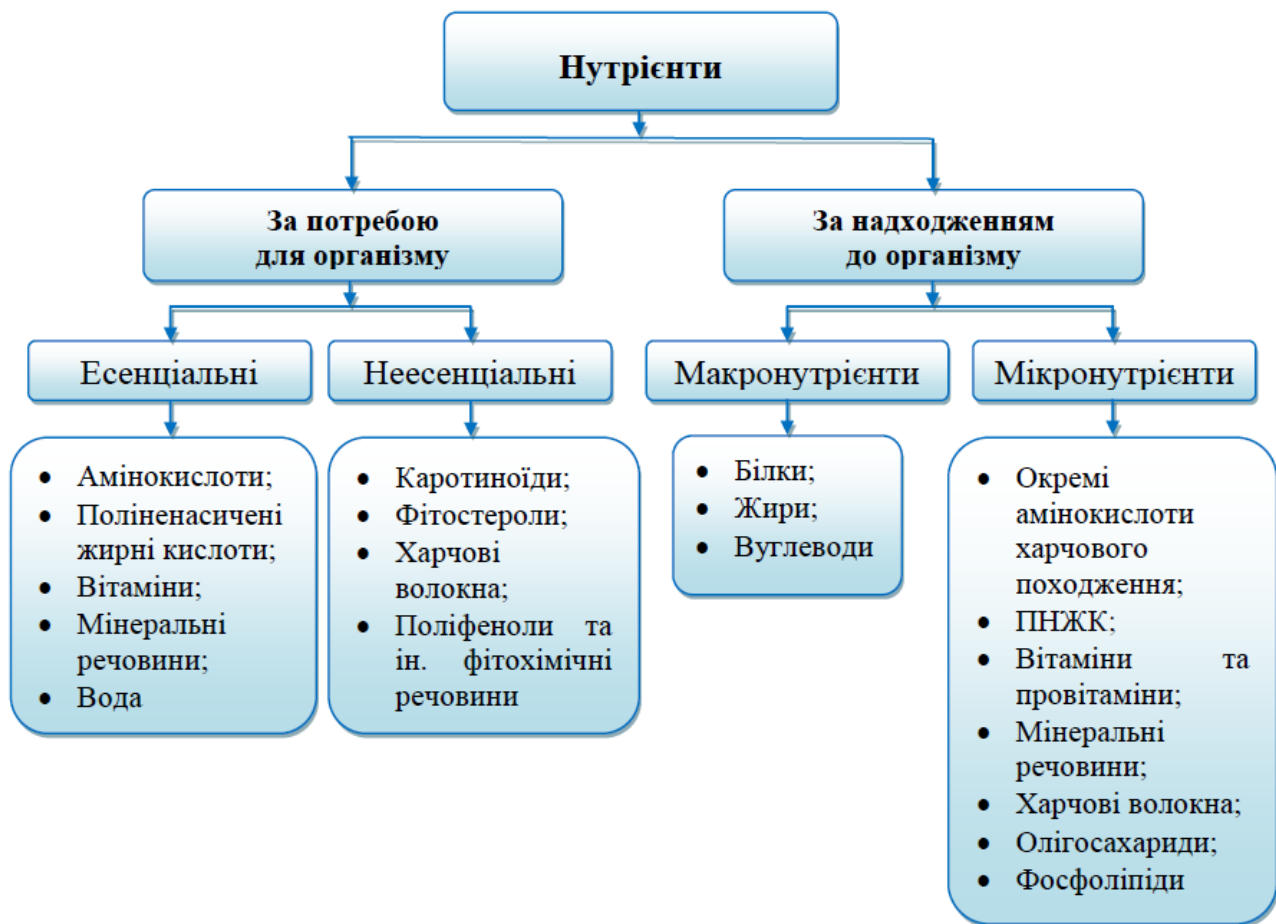 Нутрієнти
За потребою
для організму
За надходженням
до організму
Есенціальні
Неесенціальні
Макронутрієнти
Мікронутрієнти
• Амінокислоти;
• Поліненасичені
жирні кислоти;
• Вітаміни;
• Мінеральні
речовини;
• Вода
• Каротиноїди;
• Фітостероли;
• Харчові
волокна;
• Поліфеноли та
ін. фітохімічні
речовини
• Білки;
• Жири;
• Вуглеводи
• Окремі
амінокислоти
харчового
походження;
• ПНЖК;
• Вітаміни та
провітаміни;
• Мінеральні
речовини;
• Харчові волокна;
• Олігосахариди;
• Фосфоліпіди